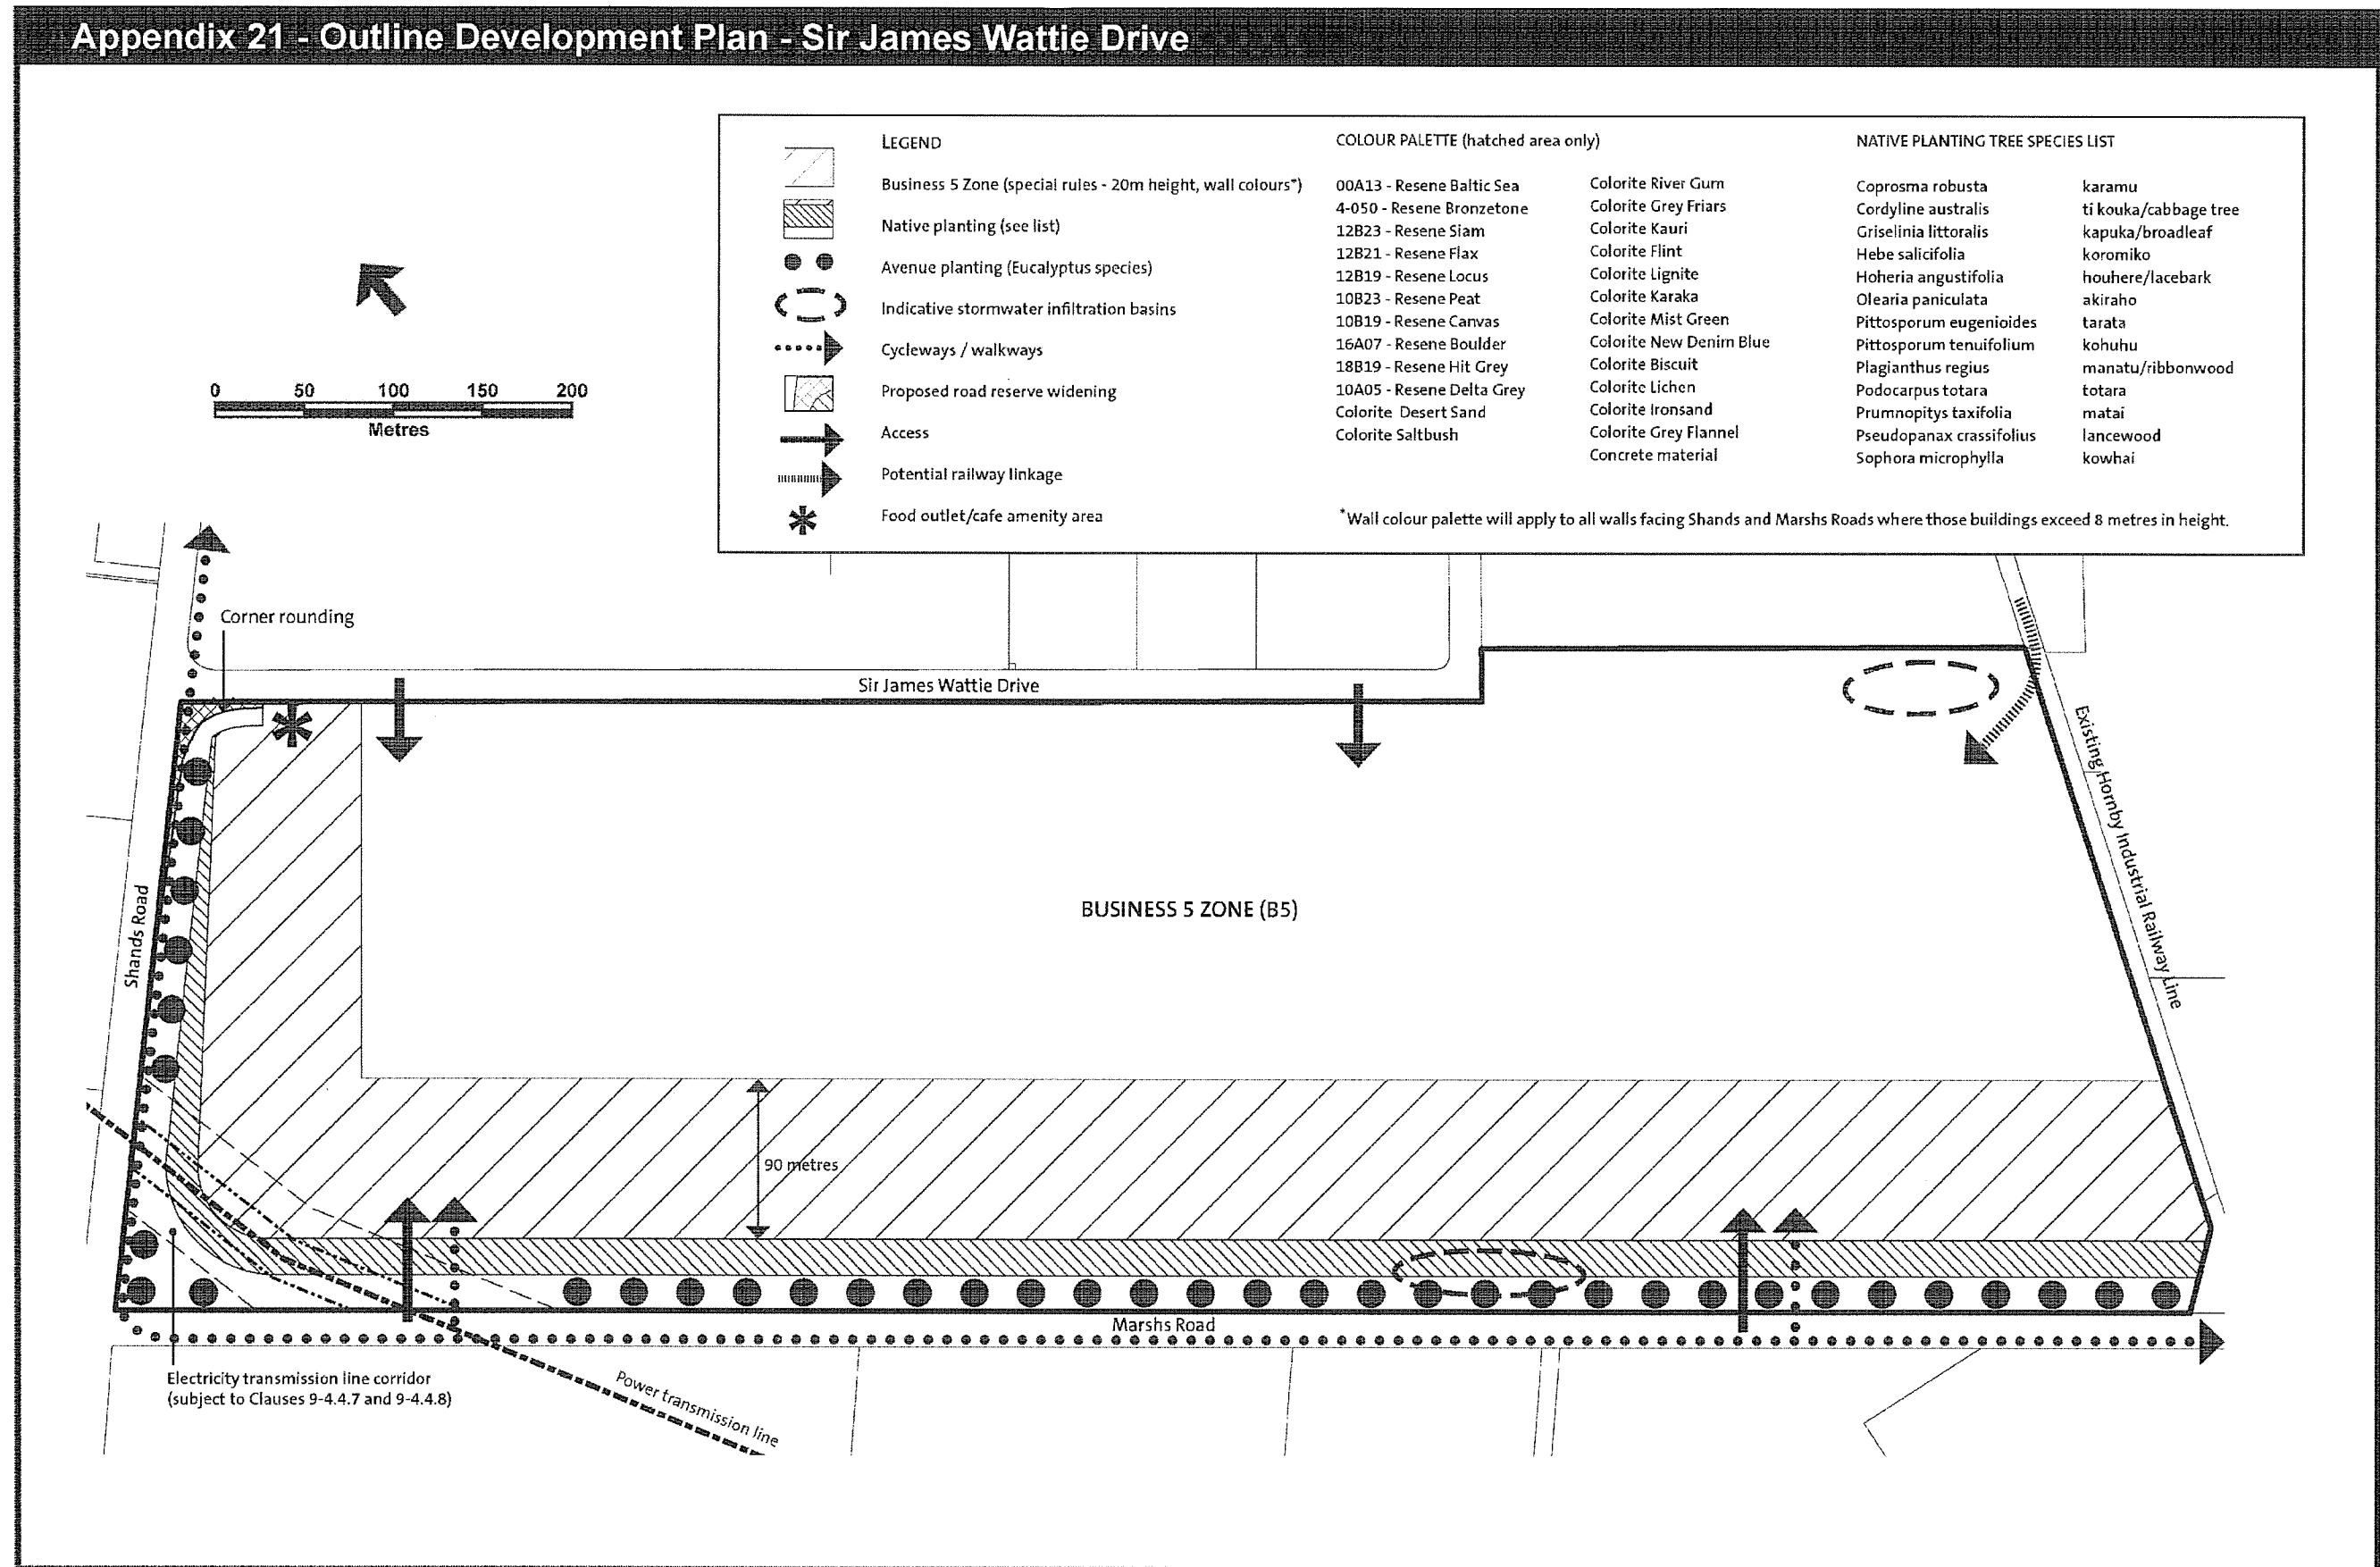 Appendix 21 - Outline Development Plan - Sir James Wattie Drive
LEGEND
Business 5 Zone (special rules - 20m height, wall colours*)
Native planting (see list)
Avenue planting (Eucalyptus species)
Indicative stormwater infiltration basins
Cycleways / walkways
Proposed road reserve widening
Access
Potential railway linkage
Food outlet/cafe amenity area
COLOUR PALETTE (hatched area only)
00A13 - Resene Baltic Sea
4-050 - Resene Bronzetone
12B23 - Resene Siam
12B21 - Resene Flax
12B19 - Resene Locus
10B23 - Resene Peat
10B19 - Resene Canvas
16A07 - Resene Boulder
18B19 - Resene Hit Grey
10A05 - Resene Delta Grey
Colorite Desert Sand
Colorite Saltbush
Colorite River Gum
Colorite Grey Friars
Colorite Kauri
Colorite Flint
Colorite Lignite
Colorite Karaka
Colorite Mist Green
Colorite New Denim Blue
Colorite Biscuit
Colorite Lichen
Colorite Ironsand
Colorite Grey Flannel
Concrete material
NATIVE PLANTING TREE SPECIES LIST
Coprosma robusta karamu
Cordyline australis ti kouka/cabbage tree
Griselinia littoralis kapuka/broadleaf
Hebe salicifolia koromiko
Hoheria angustifolia houhere/lacebark
Olearia paniculata akiraho
Pittosporum eugenioides tarata
Pittosporum tenuifolium kohuhu
Plagianthus regius manatu/ribbonwood
Podocarpus totara totara
Prumnopitys taxifolia matai
Pseudopanax crassifolius lancewood
Sophora microphylla kowhai
*Wall colour palette will apply to all walls facing Shands and Marshs Roads where those buildings exceed 8 metres in height.
0 50 100 150 200
Metres
Corner rounding
Sir James Wattie Drive
Existing Hornby Industrial Railway Line
Shands Road
BUSINESS 5 ZONE (B5)
90 metres
Marshs Road
Electricity transmission line corridor
(subject to Clauses 9-4.4.7 and 9-4.4.8)
Power transmission line